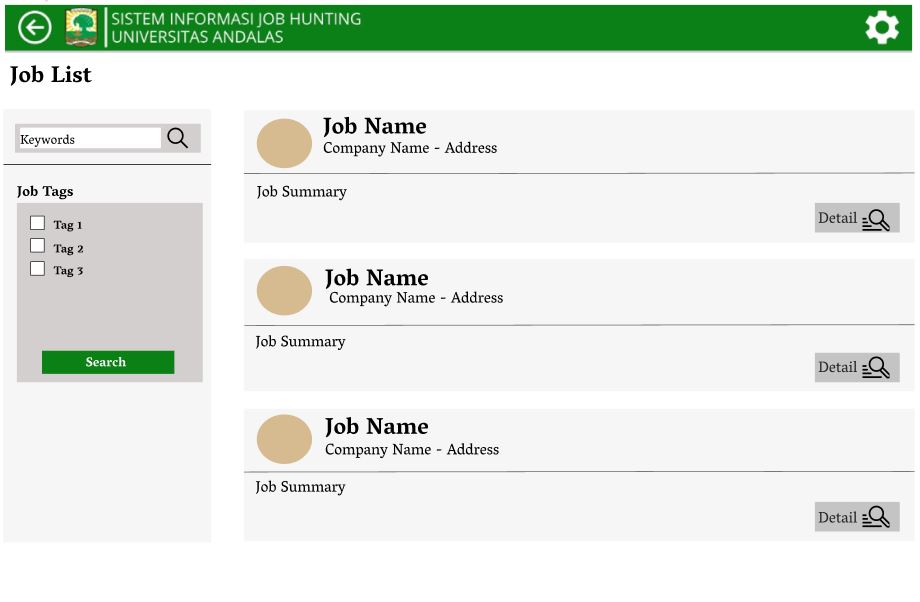 SISTEM INFORMASI JOB HUNTING
UNIVERSITAS ANDALAS
Job List
Keywords
Job Tags
Tag 1
Tag 2
Tag 3
Search
Job Name
Company Name - Address
Job Summary
Detail
Job Name
Company Name - Address
Job Summary
Detail
Job Name
Company Name - Address
Job Summary
Detail